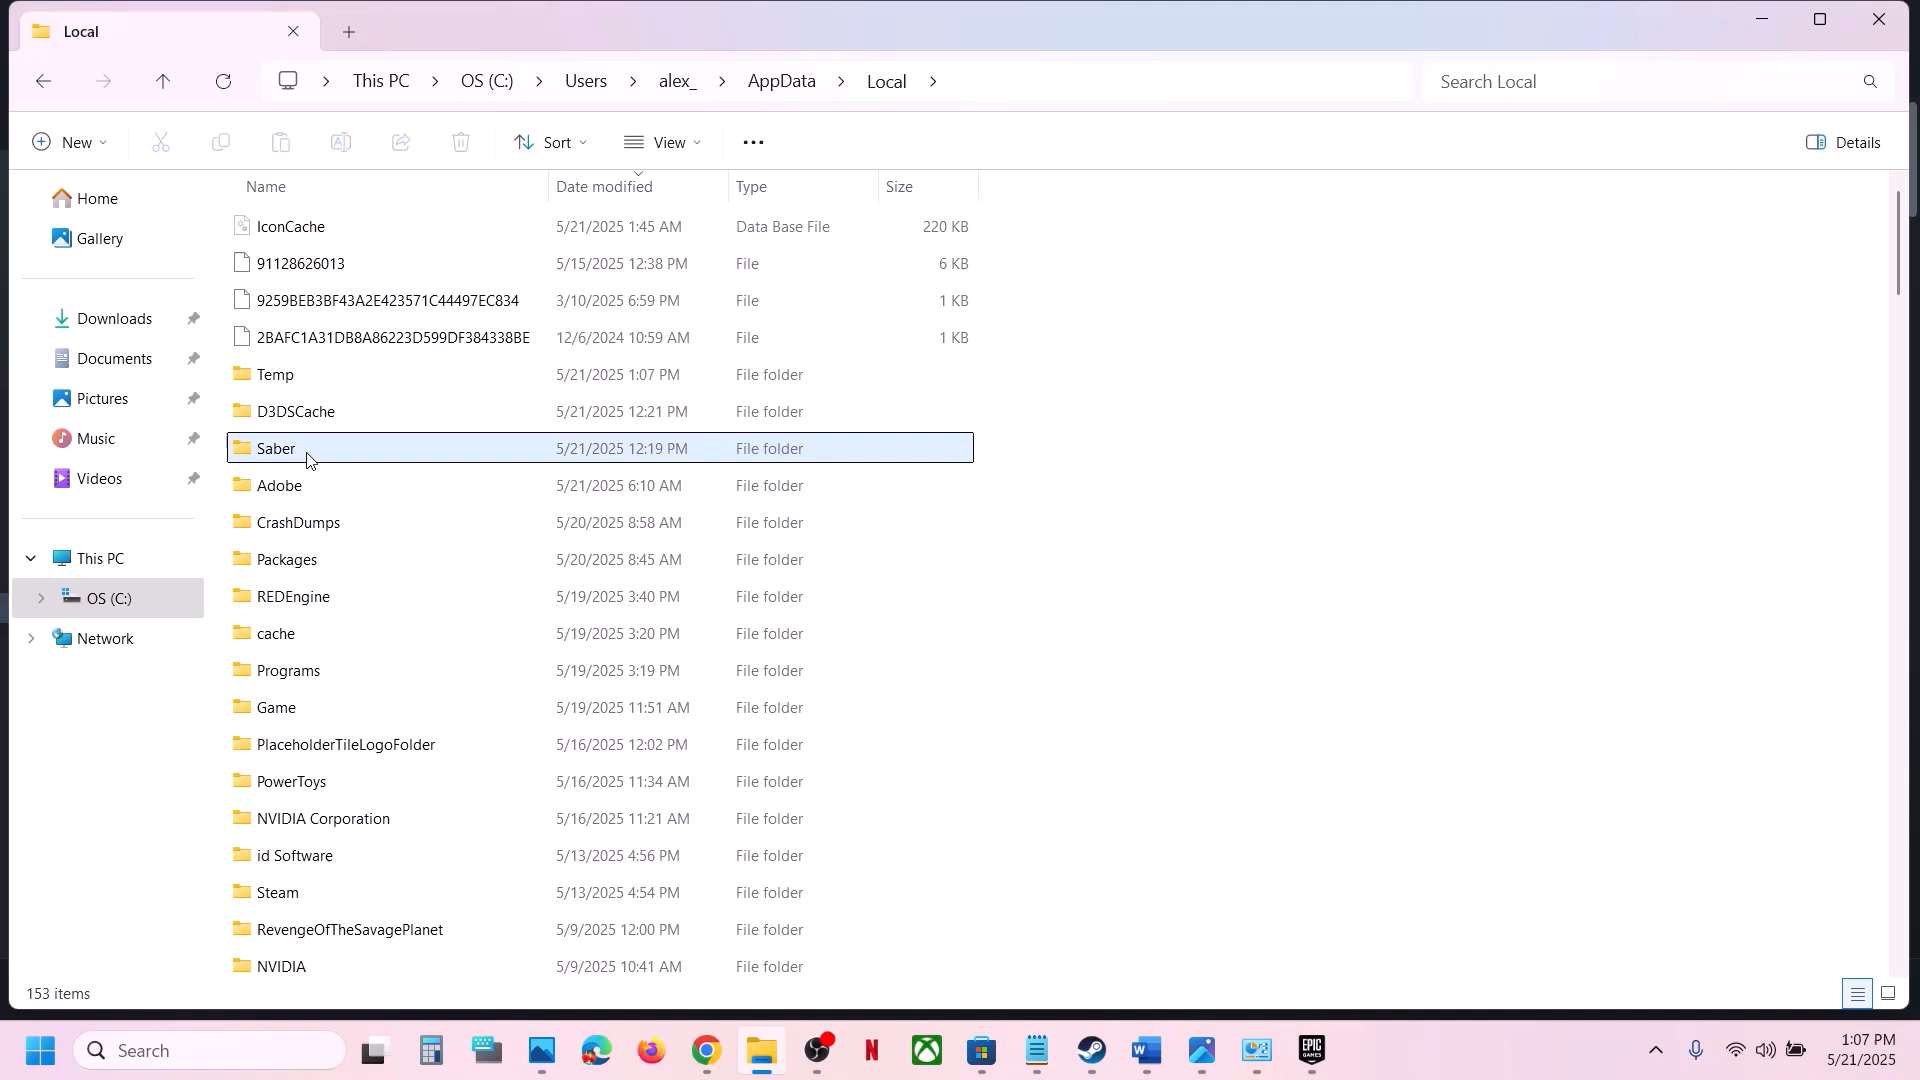 Local
This PC
OS (C:)
Users
alex_
AppData
Local
Search Local
New
Sort
View
Details
Name
Date modified
Type
Size
Home
Gallery
Downloads
Documents
Pictures
Music
Videos
This PC
OS (C:)
Network
IconCache 5/21/2025 1:45 AM Data Base File 220 KB
91128626013 5/15/2025 12:38 PM File 6 KB
9259BEB3BF43A2E423571C44497EC834 3/10/2025 6:59 PM File 1 KB
2BAFC1A31DB8A86223D599DF384338BE 12/6/2024 10:59 AM File 1 KB
Temp 5/21/2025 1:07 PM File folder
D3DSCache 5/21/2025 12:21 PM File folder
Saber 5/21/2025 12:19 PM File folder
Adobe 5/21/2025 6:10 AM File folder
CrashDumps 5/20/2025 8:58 AM File folder
Packages 5/20/2025 8:45 AM File folder
REDEngine 5/19/2025 3:40 PM File folder
cache 5/19/2025 3:20 PM File folder
Programs 5/19/2025 3:19 PM File folder
Game 5/19/2025 11:51 AM File folder
PlaceholderTileLogoFolder 5/16/2025 12:02 PM File folder
PowerToys 5/16/2025 11:34 AM File folder
NVIDIA Corporation 5/16/2025 11:21 AM File folder
id Software 5/13/2025 4:56 PM File folder
Steam 5/13/2025 4:54 PM File folder
RevengeOfTheSavagePlanet 5/9/2025 12:00 PM File folder
NVIDIA 5/9/2025 10:41 AM File folder
153 items
Search
N
EPIC
GAMES
1:07 PM
5/21/2025